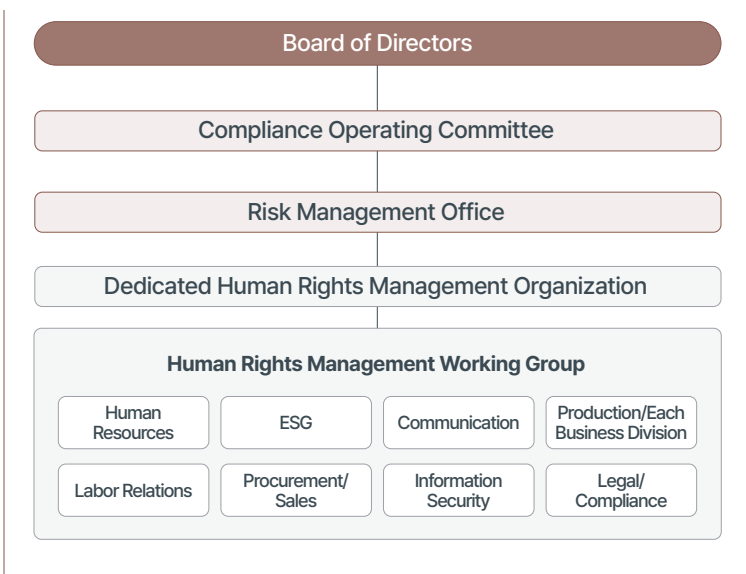 Board of Directors
Compliance Operating Committee
Risk Management Office
Dedicated Human Rights Management Organization
Human Rights Management Working Group
Human
Resources
ESG
Communication
Production/Each
Business Division
Labor Relations
Procurement/
Sales
Information
Security
Legal/
Compliance